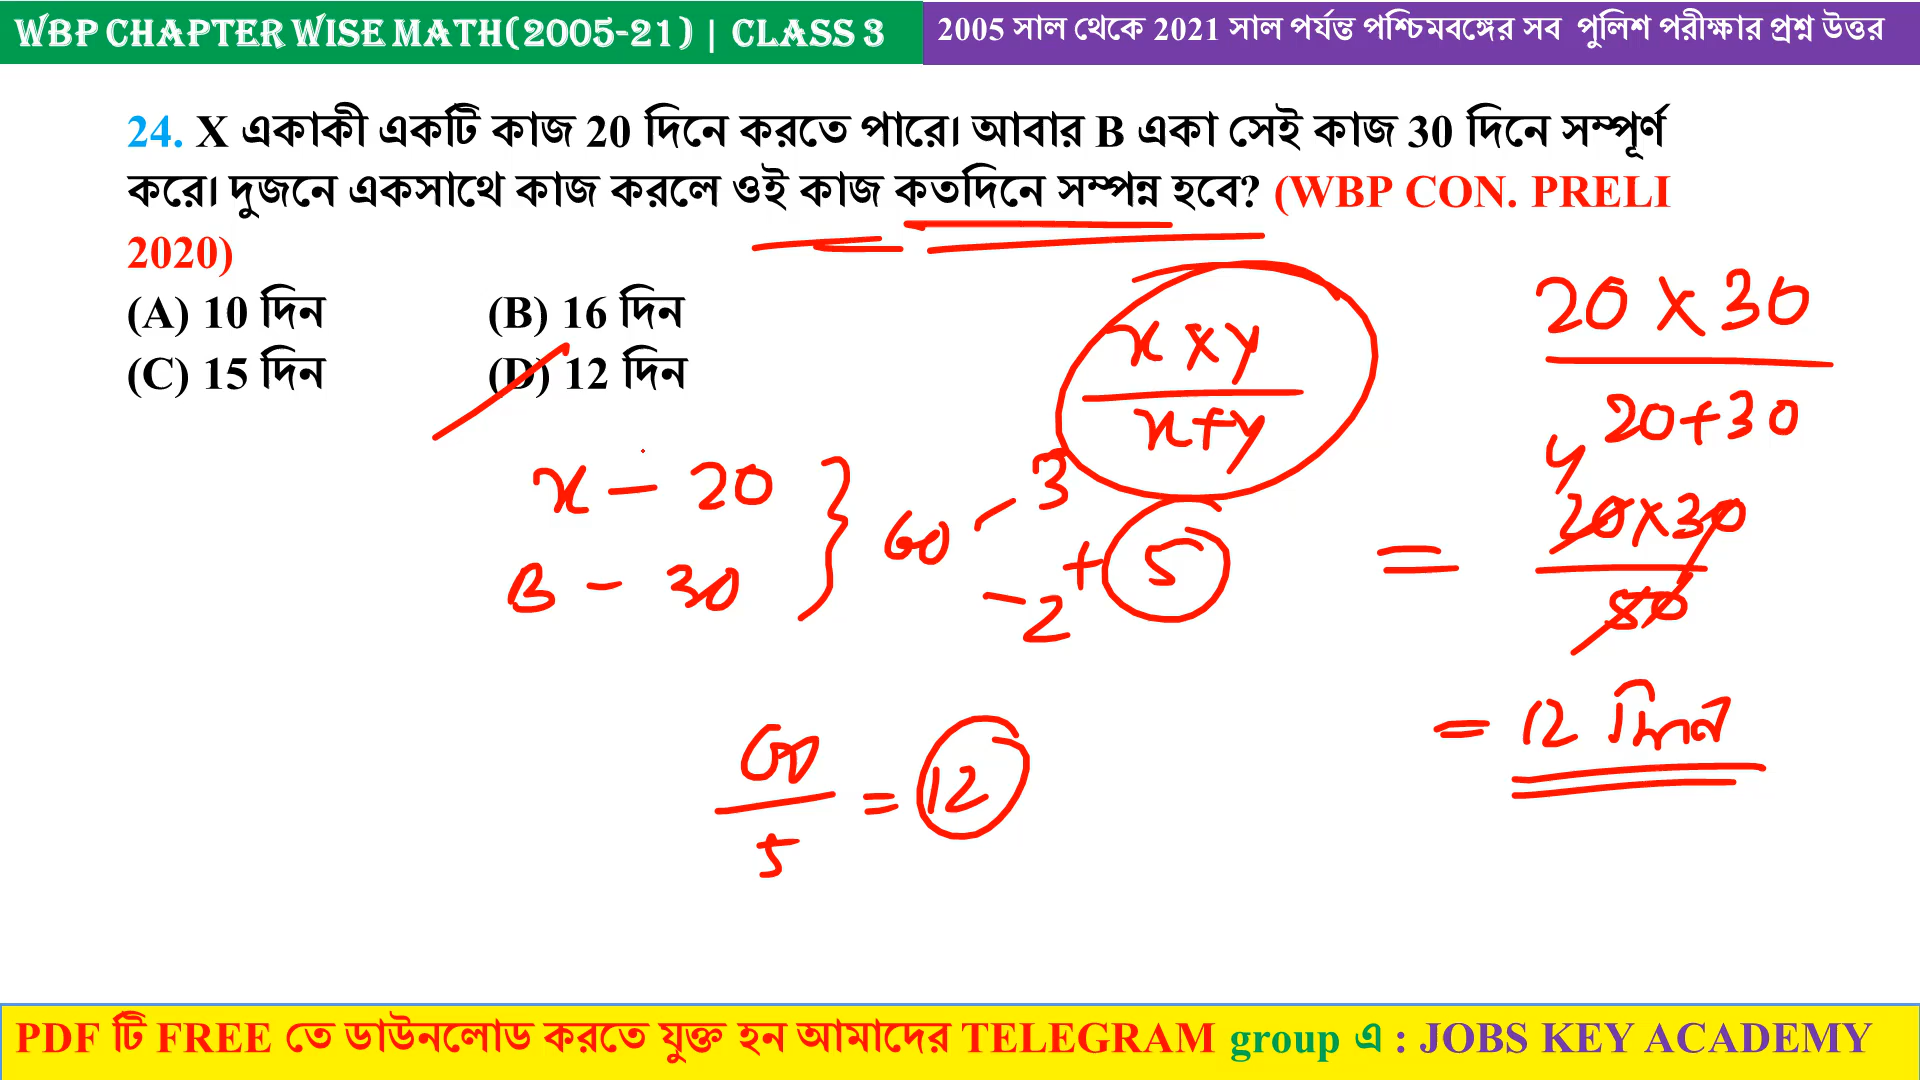 WBP CHAPTER WISE MATH(2005-21) | CLASS 3
2005 সাল থেকে 2021 সাল পর্যন্ত পশ্চিমবঙ্গের সব পুলিশ পরীক্ষার প্রশ্ন উত্তর
24. X একাকী একটি কাজ 20 দিনে করতে পারে। আবার B একা সেই কাজ 30 দিনে সম্পূর্ণ
করে। দুজনে একসাথে কাজ করলে ওই কাজ কতদিনে সম্পন্ন হবে? (WBP CON. PRELI
2020)
(A) 10 দিন (B) 16 দিন
(C) 15 দিন (D) 12 দিন
x × y
x + y
20 × 30
20 + 30
x – 20 } 60 – 3
B – 30 – 2 + 5
4
= 20 × 30
50
= 12 দিন
60
5 = 12
PDF টি FREE তে ডাউনলোড করতে যুক্ত হন আমাদের TELEGRAM group এ : JOBS KEY ACADEMY